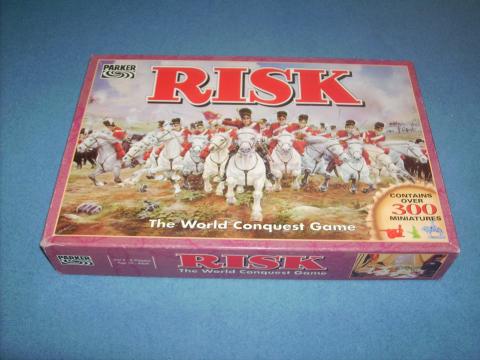 PARKER
RISK
CONTAINS
OVER
300
MINIATURES
The World Conquest Game
PARKER
RISK
The World Conquest Game